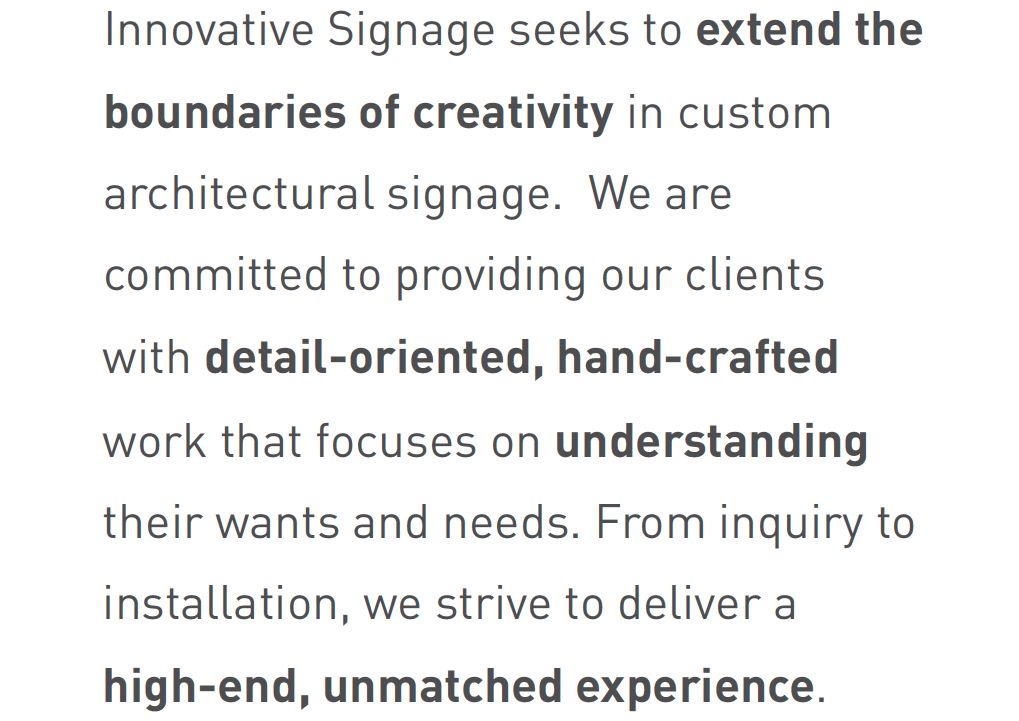 Innovative Signage seeks to extend the
boundaries of creativity in custom
architectural signage.  We are
committed to providing our clients
with detail-oriented, hand-crafted
work that focuses on understanding
their wants and needs. From inquiry to
installation, we strive to deliver a
high-end, unmatched experience.